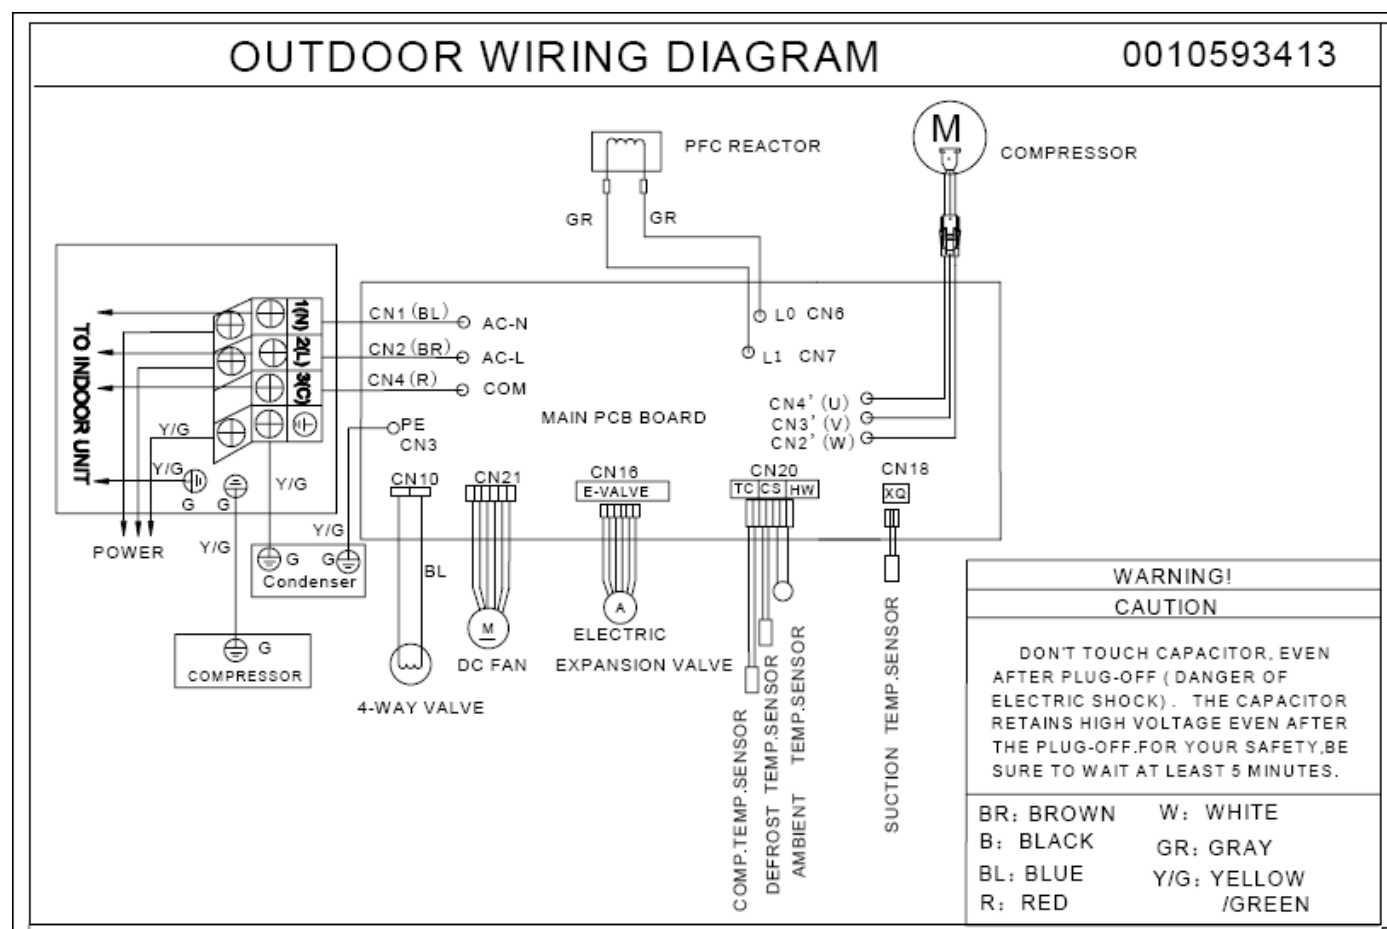 OUTDOOR WIRING DIAGRAM
0010593413
M
PFC REACTOR
COMPRESSOR
GR
GR
TO INDOOR UNIT
1(N)
2(L)
3(C)
CN1(BL)
AC-N
CN2(BR)
AC-L
CN4(R)
COM
L0 CN6
L1 CN7
MAIN PCB BOARD
CN4'(U)
CN3'(V)
CN2'(W)
PE
CN3
Y/G
Y/G
Y/G
G
G
CN10
CN21
CN16
E-VALVE
CN20
TC
CS
HW
CN18
XQ
POWER
Y/G
Y/G
G
G
Condenser
BL
G
COMPRESSOR
M
DC FAN
A
ELECTRIC
EXPANSION VALVE
4-WAY VALVE
COMP.TEMP.SENSOR
DEFROST TEMP.SENSOR
AMBIENT TEMP.SENSOR
SUCTION TEMP.SENSOR
WARNING!
CAUTION
DON'T TOUCH CAPACITOR, EVEN
AFTER PLUG-OFF ( DANGER OF
ELECTRIC SHOCK) . THE CAPACITOR
RETAINS HIGH VOLTAGE EVEN AFTER
THE PLUG-OFF.FOR YOUR SAFETY,BE
SURE TO WAIT AT LEAST 5 MINUTES.
BR: BROWN
W: WHITE
B: BLACK
GR: GRAY
BL: BLUE
Y/G: YELLOW
R: RED
/GREEN